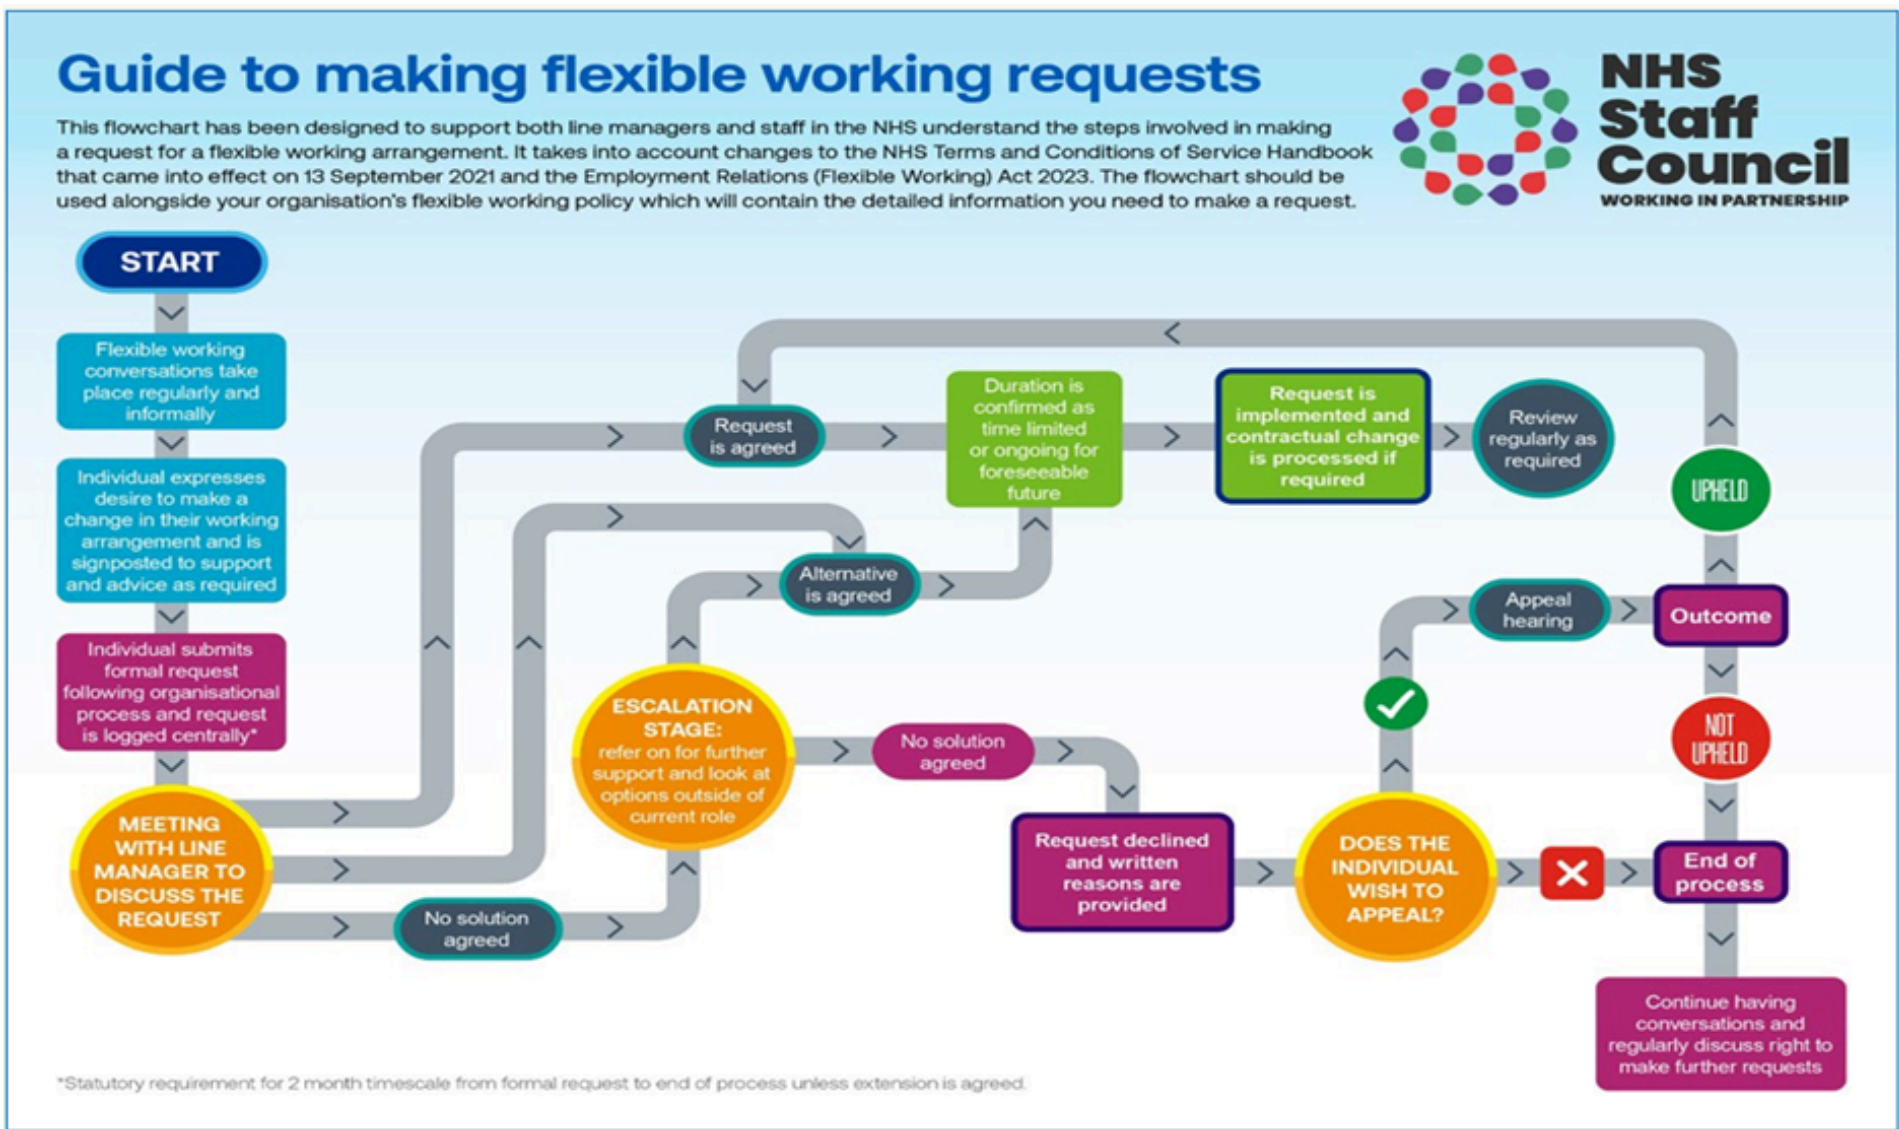 Guide to making flexible working requests
This flowchart has been designed to support both line managers and staff in the NHS understand the steps involved in making
a request for a flexible working arrangement. It takes into account changes to the NHS Terms and Conditions of Service Handbook
that came into effect on 13 September 2021 and the Employment Relations (Flexible Working) Act 2023. The flowchart should be
used alongside your organisation's flexible working policy which will contain the detailed information you need to make a request.
NHS
Staff
Council
WORKING IN PARTNERSHIP
START
Flexible working
conversations take
place regularly and
informally
Individual expresses
desire to make a
change in their working
arrangement and is
signposted to support
and advice as required
Individual submits
formal request
following organisational
process and request
is logged centrally*
MEETING
WITH LINE
MANAGER TO
DISCUSS THE
REQUEST
Request
is agreed
Duration is
confirmed as
time limited
or ongoing for
foreseeable
future
Request is
implemented and
contractual change
is processed if
required
Review
regularly as
required
Alternative
is agreed
No solution
agreed
ESCALATION
STAGE:
refer on for further
support and look at
options outside of
current role
No solution
agreed
Request declined
and written
reasons are
provided
DOES THE
INDIVIDUAL
WISH TO
APPEAL?
Appeal
hearing
Outcome
UPHELD
NOT
UPHELD
End of
process
Continue having
conversations and
regularly discuss right to
make further requests
*Statutory requirement for 2 month timescale from formal request to end of process unless extension is agreed.